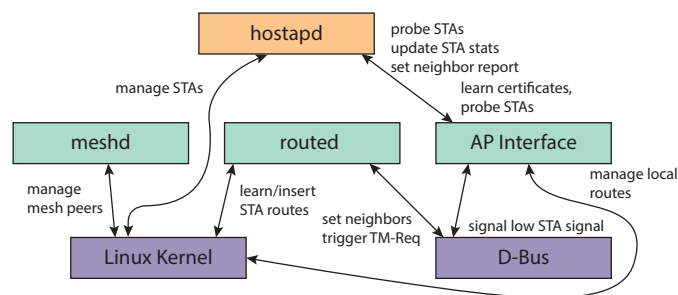 hostapd
probe STAs
update STA stats
set neighbor report
learn certificates,
probe STAs
manage STAs
meshd
routed
AP Interface
manage
mesh peers
learn/insert
STA routes
set neighbors
trigger TM-Req
signal low STA signal
manage local
routes
Linux Kernel
D-Bus